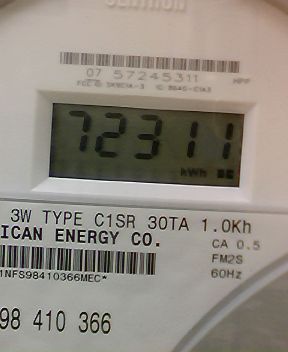 CENTRON
07 57245311
72311
kWh
3W TYPE C1SR 30TA 1.0Kh
ICAN ENERGY CO.
CA 0.5
FM2S
60Hz
1NFS98410366MEC*
98 410 366